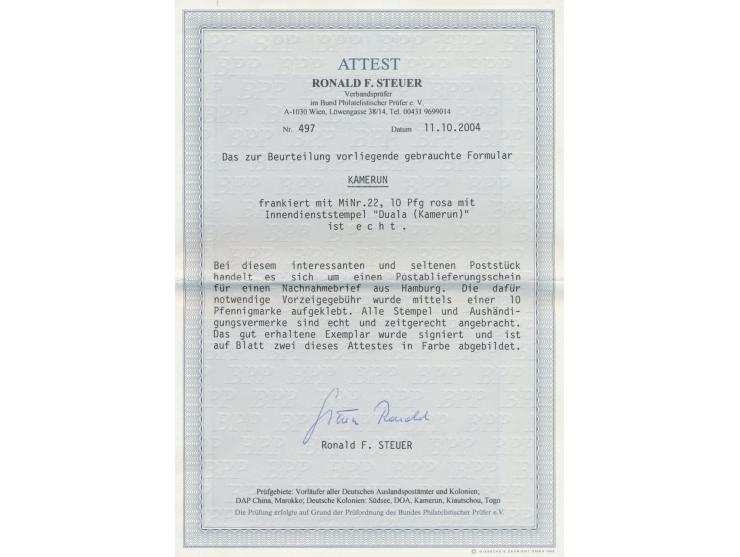 ATTEST
RONALD F. STEUER
Verbandsprüfer
im Bund Philatelistischer Prüfer e. V.
A-1030 Wien, Löwengasse 38/14, Tel. 00431 9699014
Nr. 497 Datum 11.10.2004
Das zur Beurteilung vorliegende gebrauchte Formular
KAMERUN
frankiert mit MiNr.22, 10 Pfg rosa mit
Innendienststempel "Duala (Kamerun)"
ist e c h t .
Bei diesem interessanten und seltenen Poststück
handelt es sich um einen Postablieferungsschein
für einen Nachnahmebrief aus Hamburg. Die dafür
notwendige Vorzeigegebühr wurde mittels einer 10
Pfennigmarke aufgeklebt. Alle Stempel und Aushändi-
gungsvermerke sind echt und zeitgerecht angebracht.
Das gut erhaltene Exemplar wurde signiert und ist
auf Blatt zwei dieses Attestes in Farbe abgebildet.
Steuer Ronald
Ronald F. STEUER
Prüfgebiete: Vorläufer aller Deutschen Auslandspostämter und Kolonien;
DAP China, Marokko; Deutsche Kolonien: Südsee, DOA, Kamerun, Kiautschou, Togo
Die Prüfung erfolgte auf Grund der Prüfordnung des Bundes Philatelistischer Prüfer e.V.